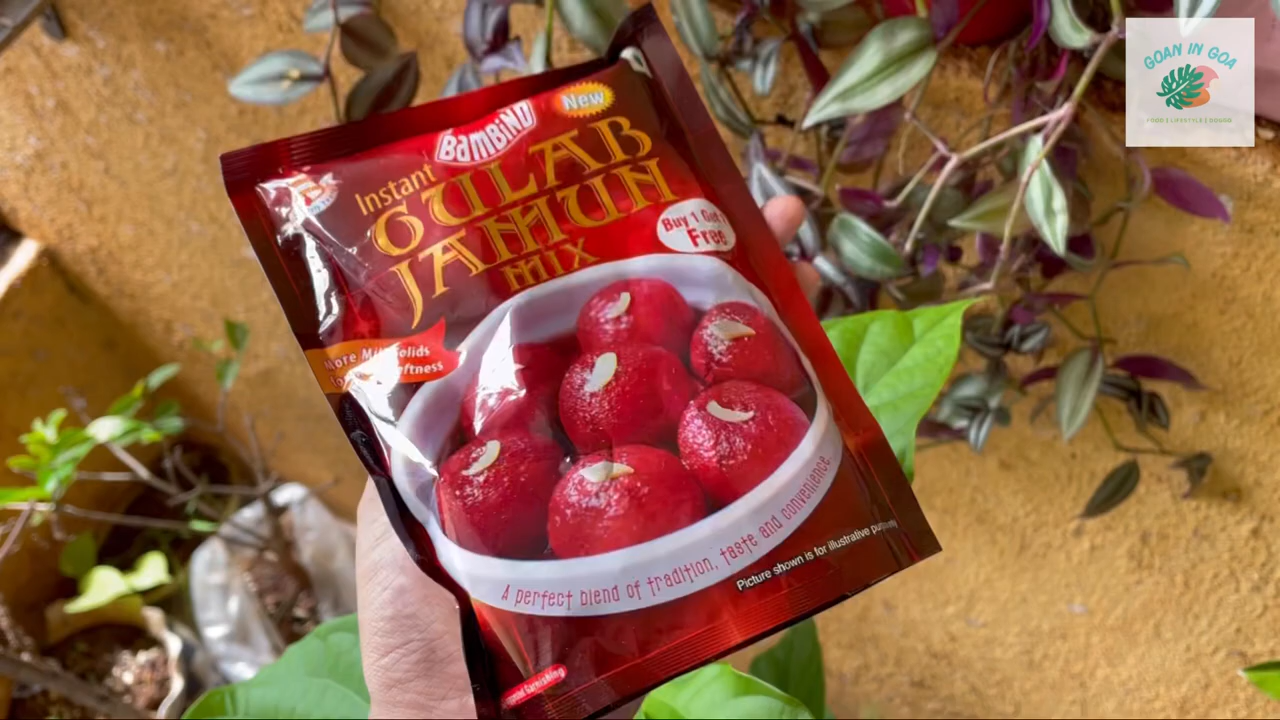 BAMBINO
New
Instant
GULAB
JAMUN
MIX
Buy 1 Get 1
Free
More Milk Solids
A perfect blend of tradition, taste and convenience.
Picture shown is for illustrative
Garnishing
GOAN IN GOA
FOOD | LIFESTYLE | DOGGO